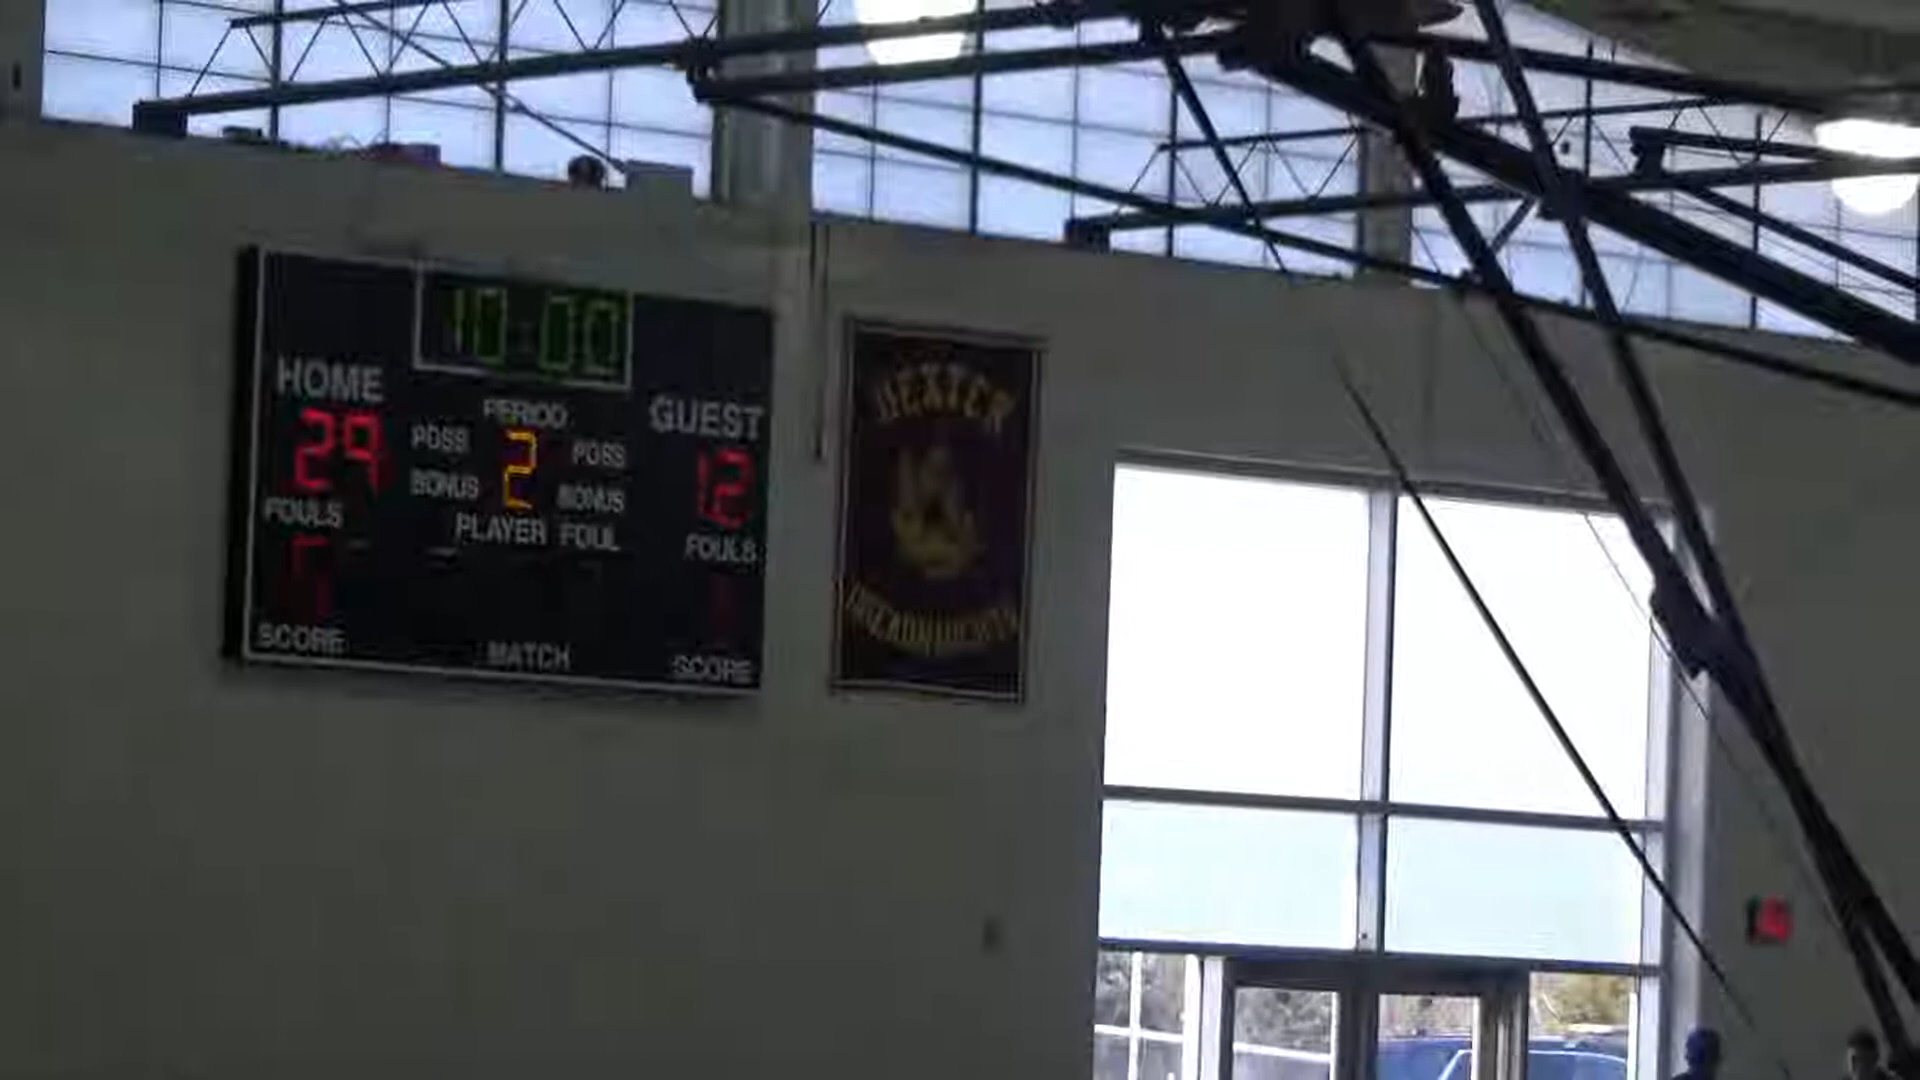 10:00
HOME
PERIOD
GUEST
29
POSS 2 POSS
12
BONUS BONUS
FOULS
PLAYER FOUL
FOULS
SCORE
MATCH
SCORE
DEXTER
DREADNAUGHTS